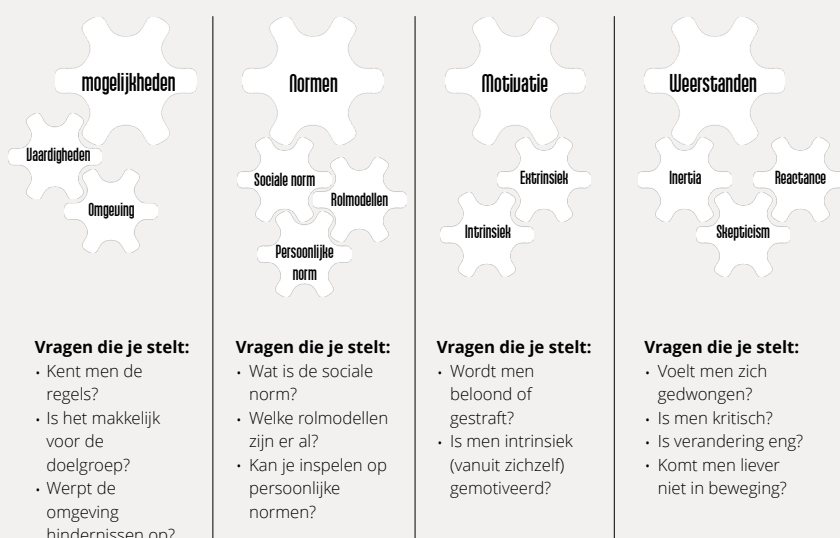 mogelijkheden
Vaardigheden
Omgeving
Vragen die je stelt:
• Kent men de
regels?
• Is het makkelijk
voor de
doelgroep?
• Werpt de
omgeving
hindernissen op?
Normen
Sociale norm
Rolmodellen
Persoonlijke
norm
Vragen die je stelt:
• Wat is de sociale
norm?
• Welke rolmodellen
zijn er al?
• Kan je inspelen op
persoonlijke
normen?
Motivatie
Extrinsiek
Intrinsiek
Vragen die je stelt:
• Wordt men
beloond of
gestraft?
• Is men intrinsiek
(vanuit zichzelf)
gemotiveerd?
Weerstanden
Inertia
Reactance
Skepticism
Vragen die je stelt:
• Voelt men zich
gedwongen?
• Is men kritisch?
• Is verandering eng?
• Komt men liever
niet in beweging?